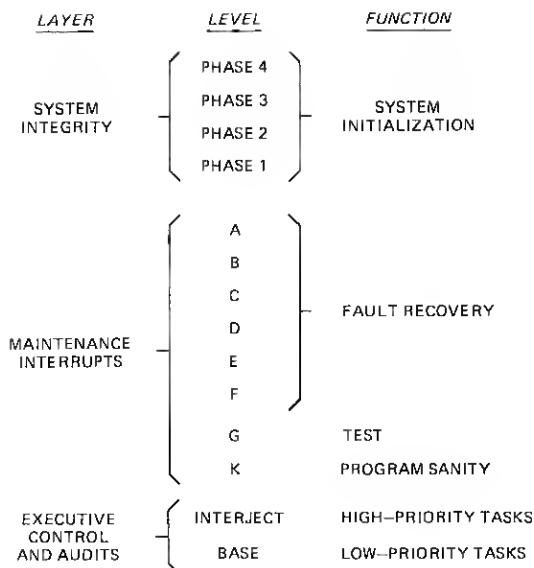 LAYER LEVEL FUNCTION
PHASE 4
PHASE 3
SYSTEM INTEGRITY
SYSTEM INITIALIZATION
PHASE 2
PHASE 1
A
B
C
D
FAULT RECOVERY
MAINTENANCE INTERRUPTS
E
F
G TEST
K PROGRAM SANITY
EXECUTIVE CONTROL AND AUDITS
INTERJECT HIGH–PRIORITY TASKS
BASE LOW–PRIORITY TASKS